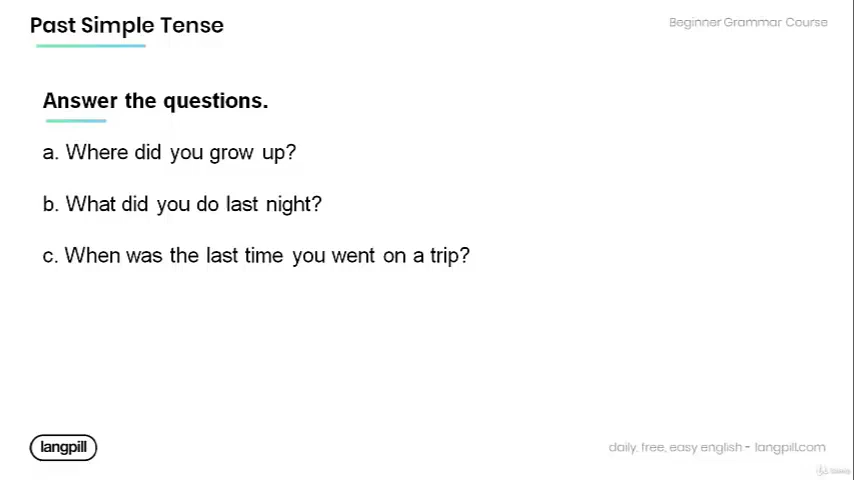 Past Simple Tense
Beginner Grammar Course
Answer the questions.
a. Where did you grow up?
b. What did you do last night?
c. When was the last time you went on a trip?
langpill
daily, free, easy english - langpill.com
Udemy